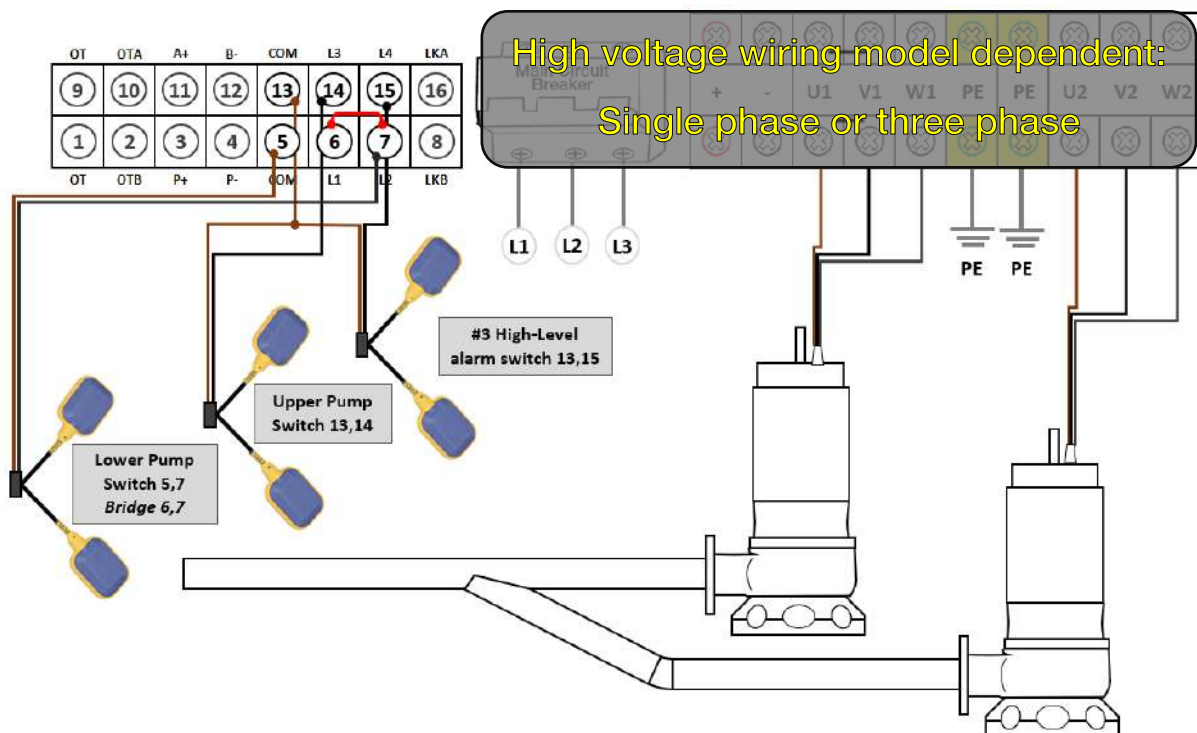 OT OTA A+ B- COM L3 L4 LKA
9 10 11 12 13 14 15 16
1 2 3 4 5 6 7 8
OT OTB P+ P- COM L1 L2 LKB
High voltage wiring model dependent:
Single phase or three phase
Main Circuit
Breaker
+ - U1 V1 W1 PE PE U2 V2 W2
L1 L2 L3
PE PE
#3 High-Level
alarm switch 13,15
Upper Pump
Switch 13,14
Lower Pump
Switch 5,7
Bridge 6,7